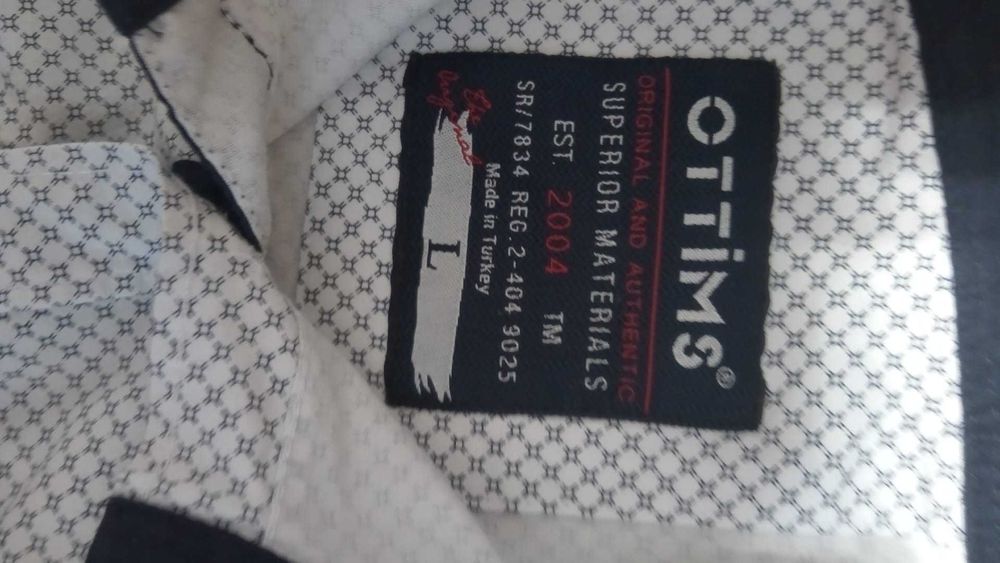 OTTiMS®
ORIGINAL AND AUTHENTIC
SUPERIOR MATERIALS
EST. 2004 TM
SR/7834 REG.2-404 9025
Made in Turkey
The Original
L